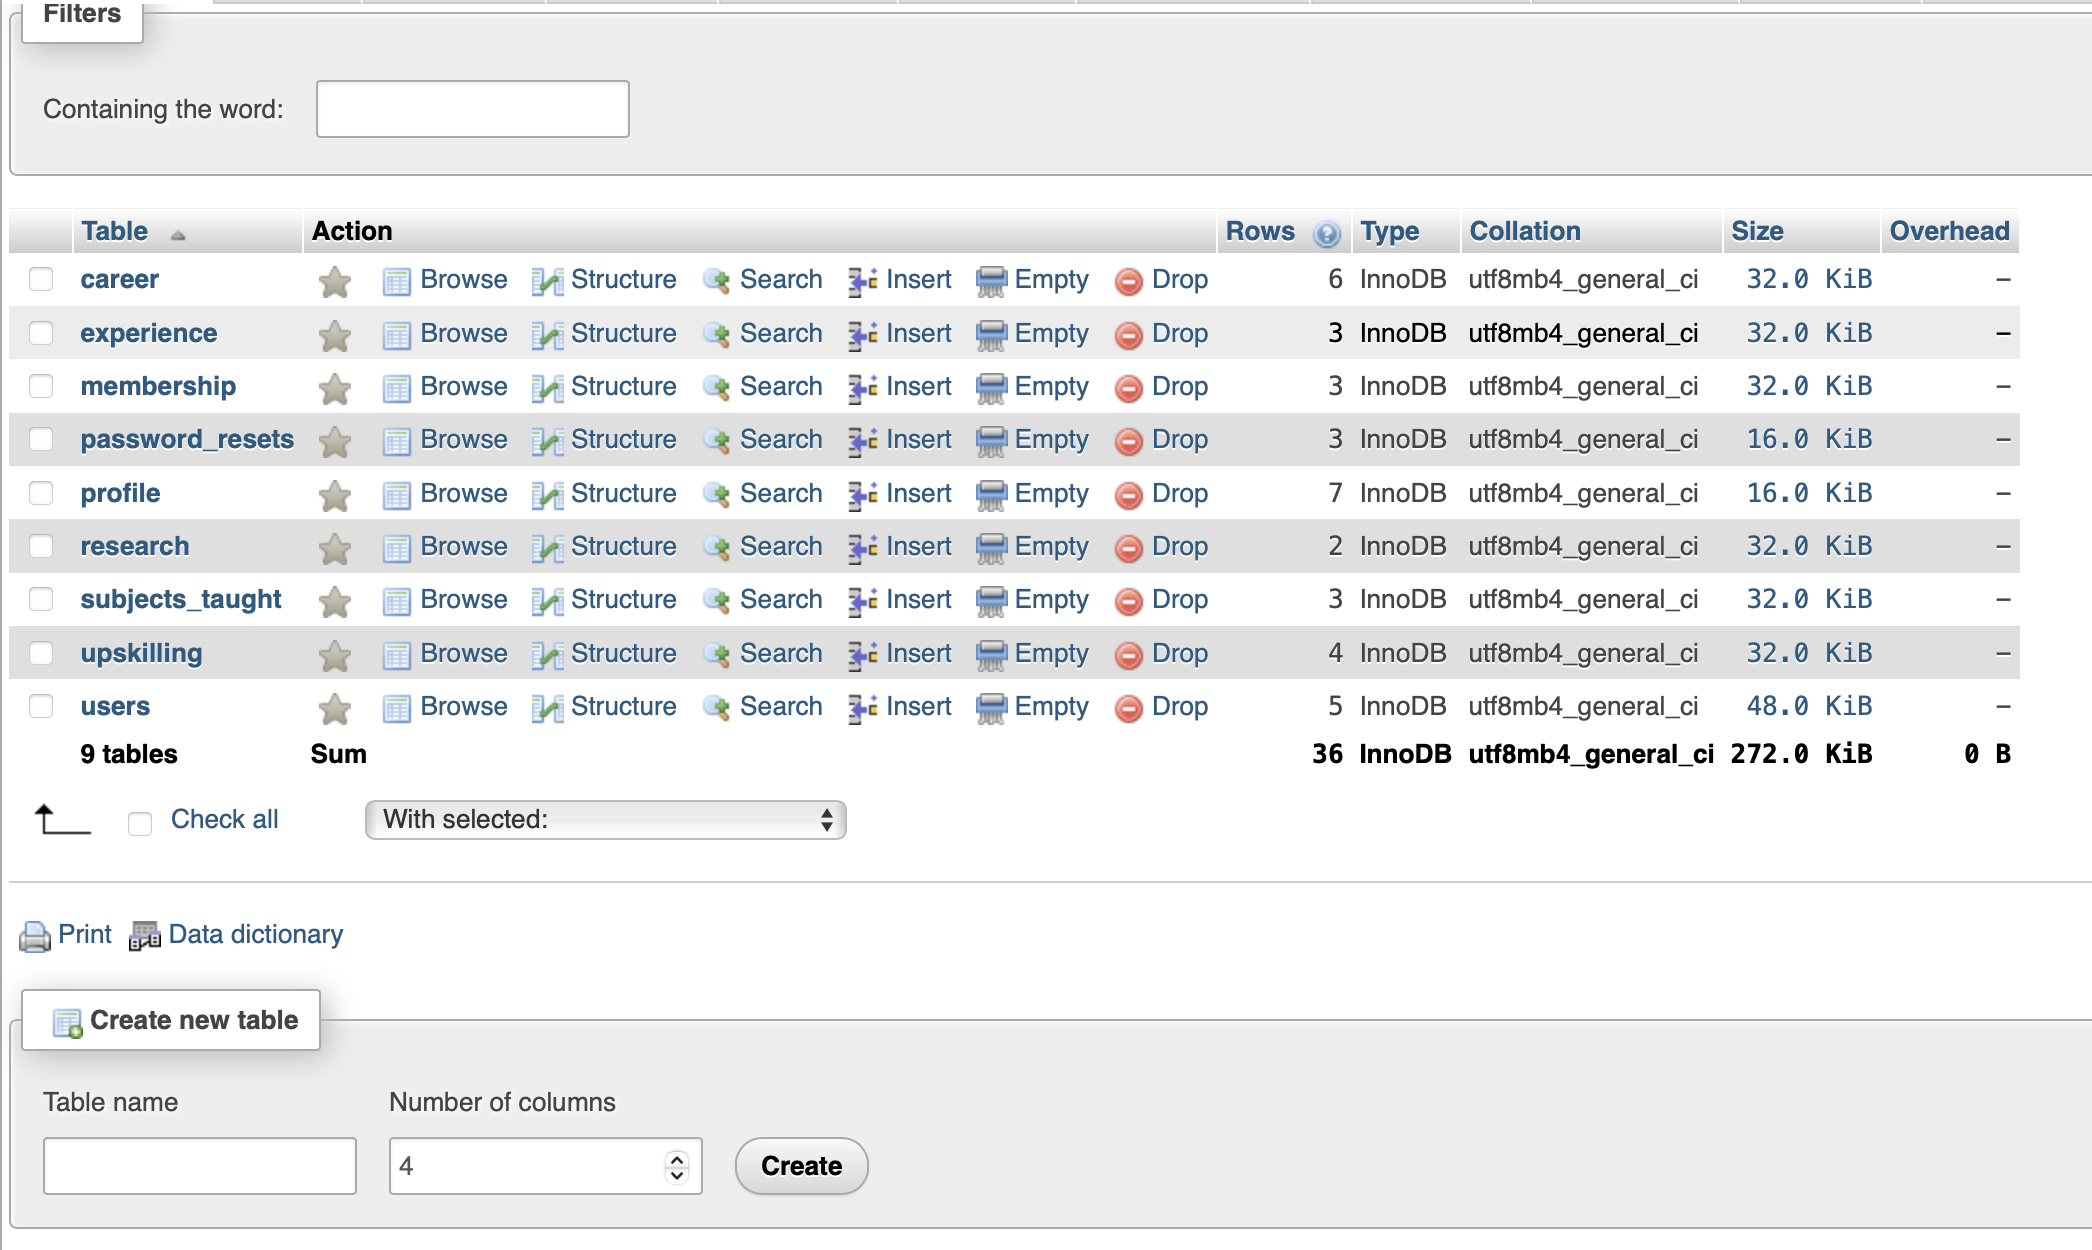 Filters
Containing the word:
Table Action Rows Type Collation Size Overhead
career Browse Structure Search Insert Empty Drop 6 InnoDB utf8mb4_general_ci 32.0 KiB –
experience Browse Structure Search Insert Empty Drop 3 InnoDB utf8mb4_general_ci 32.0 KiB –
membership Browse Structure Search Insert Empty Drop 3 InnoDB utf8mb4_general_ci 32.0 KiB –
password_resets Browse Structure Search Insert Empty Drop 3 InnoDB utf8mb4_general_ci 16.0 KiB –
profile Browse Structure Search Insert Empty Drop 7 InnoDB utf8mb4_general_ci 16.0 KiB –
research Browse Structure Search Insert Empty Drop 2 InnoDB utf8mb4_general_ci 32.0 KiB –
subjects_taught Browse Structure Search Insert Empty Drop 3 InnoDB utf8mb4_general_ci 32.0 KiB –
upskilling Browse Structure Search Insert Empty Drop 4 InnoDB utf8mb4_general_ci 32.0 KiB –
users Browse Structure Search Insert Empty Drop 5 InnoDB utf8mb4_general_ci 48.0 KiB –
9 tables Sum 36 InnoDB utf8mb4_general_ci 272.0 KiB 0 B
Check all With selected:
Print Data dictionary
Create new table
Table name Number of columns
4 Create